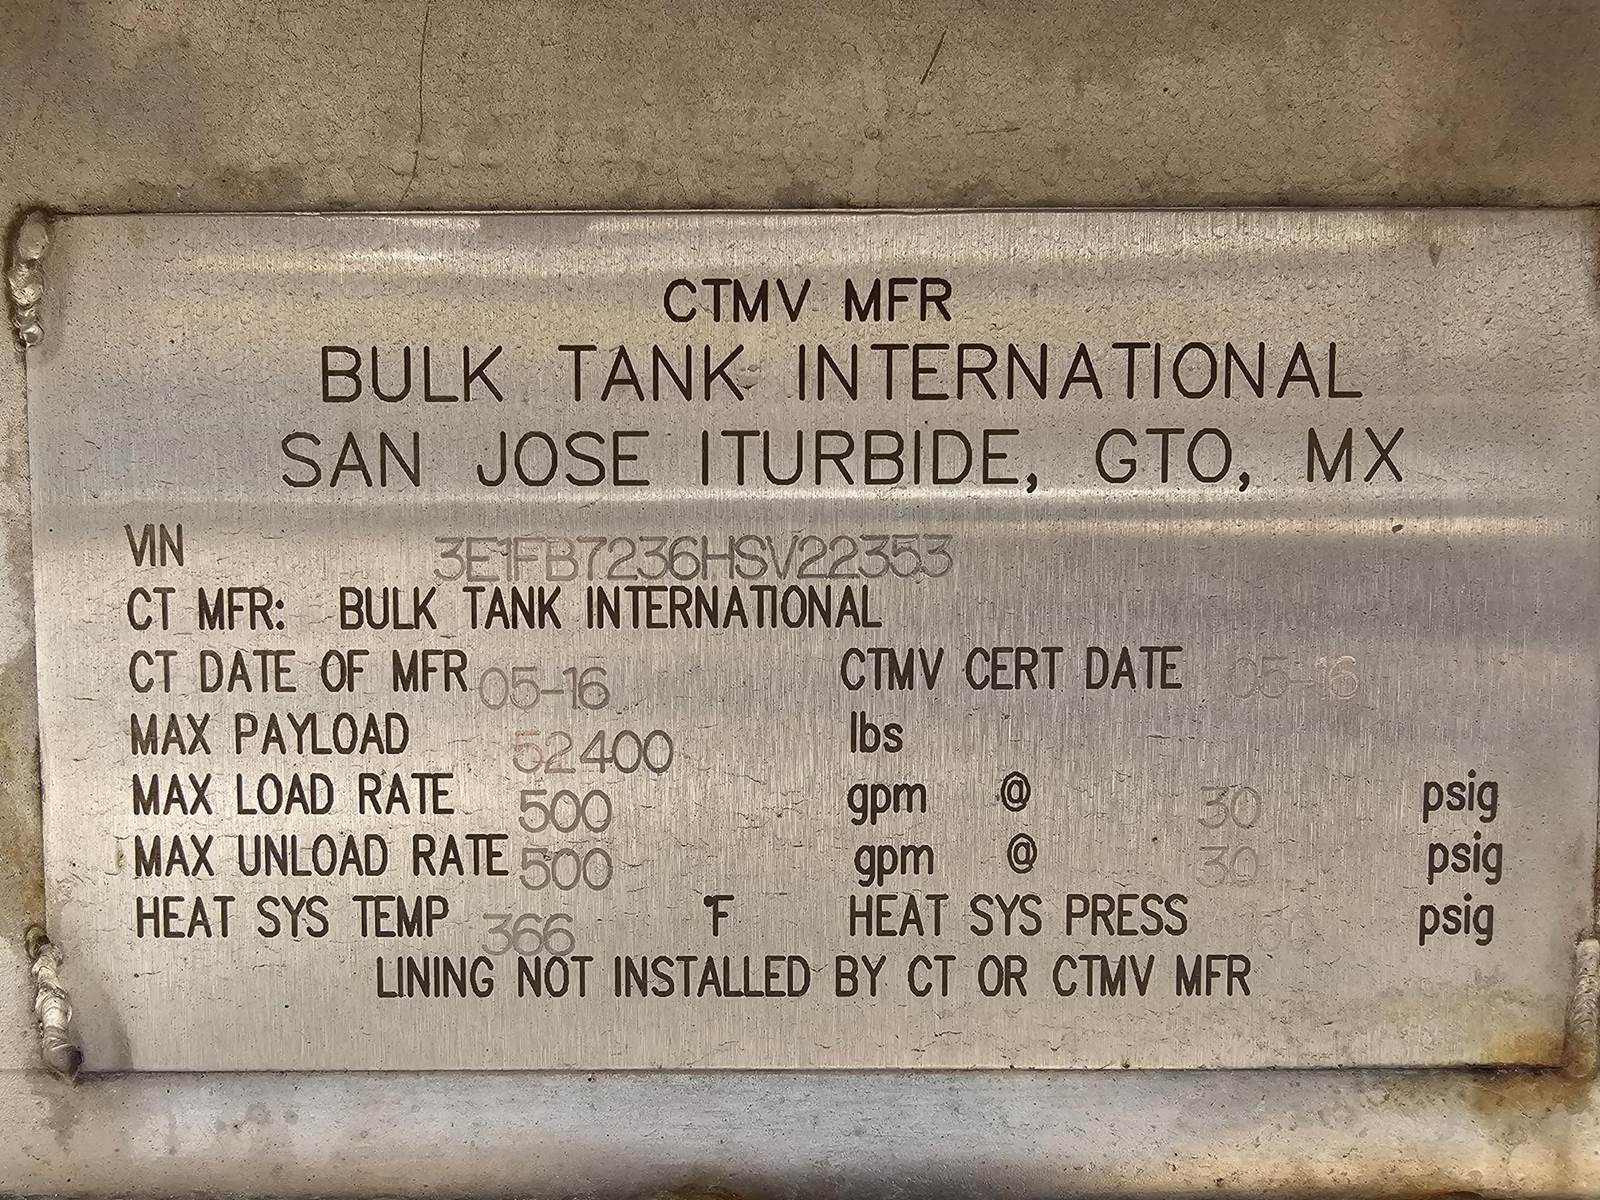 CTMV MFR
BULK TANK INTERNATIONAL
SAN JOSE ITURBIDE, GTO, MX
VIN 3E1FB7236HSV22353
CT MFR: BULK TANK INTERNATIONAL
CT DATE OF MFR 05-16 CTMV CERT DATE 05-16
MAX PAYLOAD 52400 lbs
MAX LOAD RATE 500 gpm @ 30 psig
MAX UNLOAD RATE 500 gpm @ 30 psig
HEAT SYS TEMP 366 °F HEAT SYS PRESS psig
LINING NOT INSTALLED BY CT OR CTMV MFR